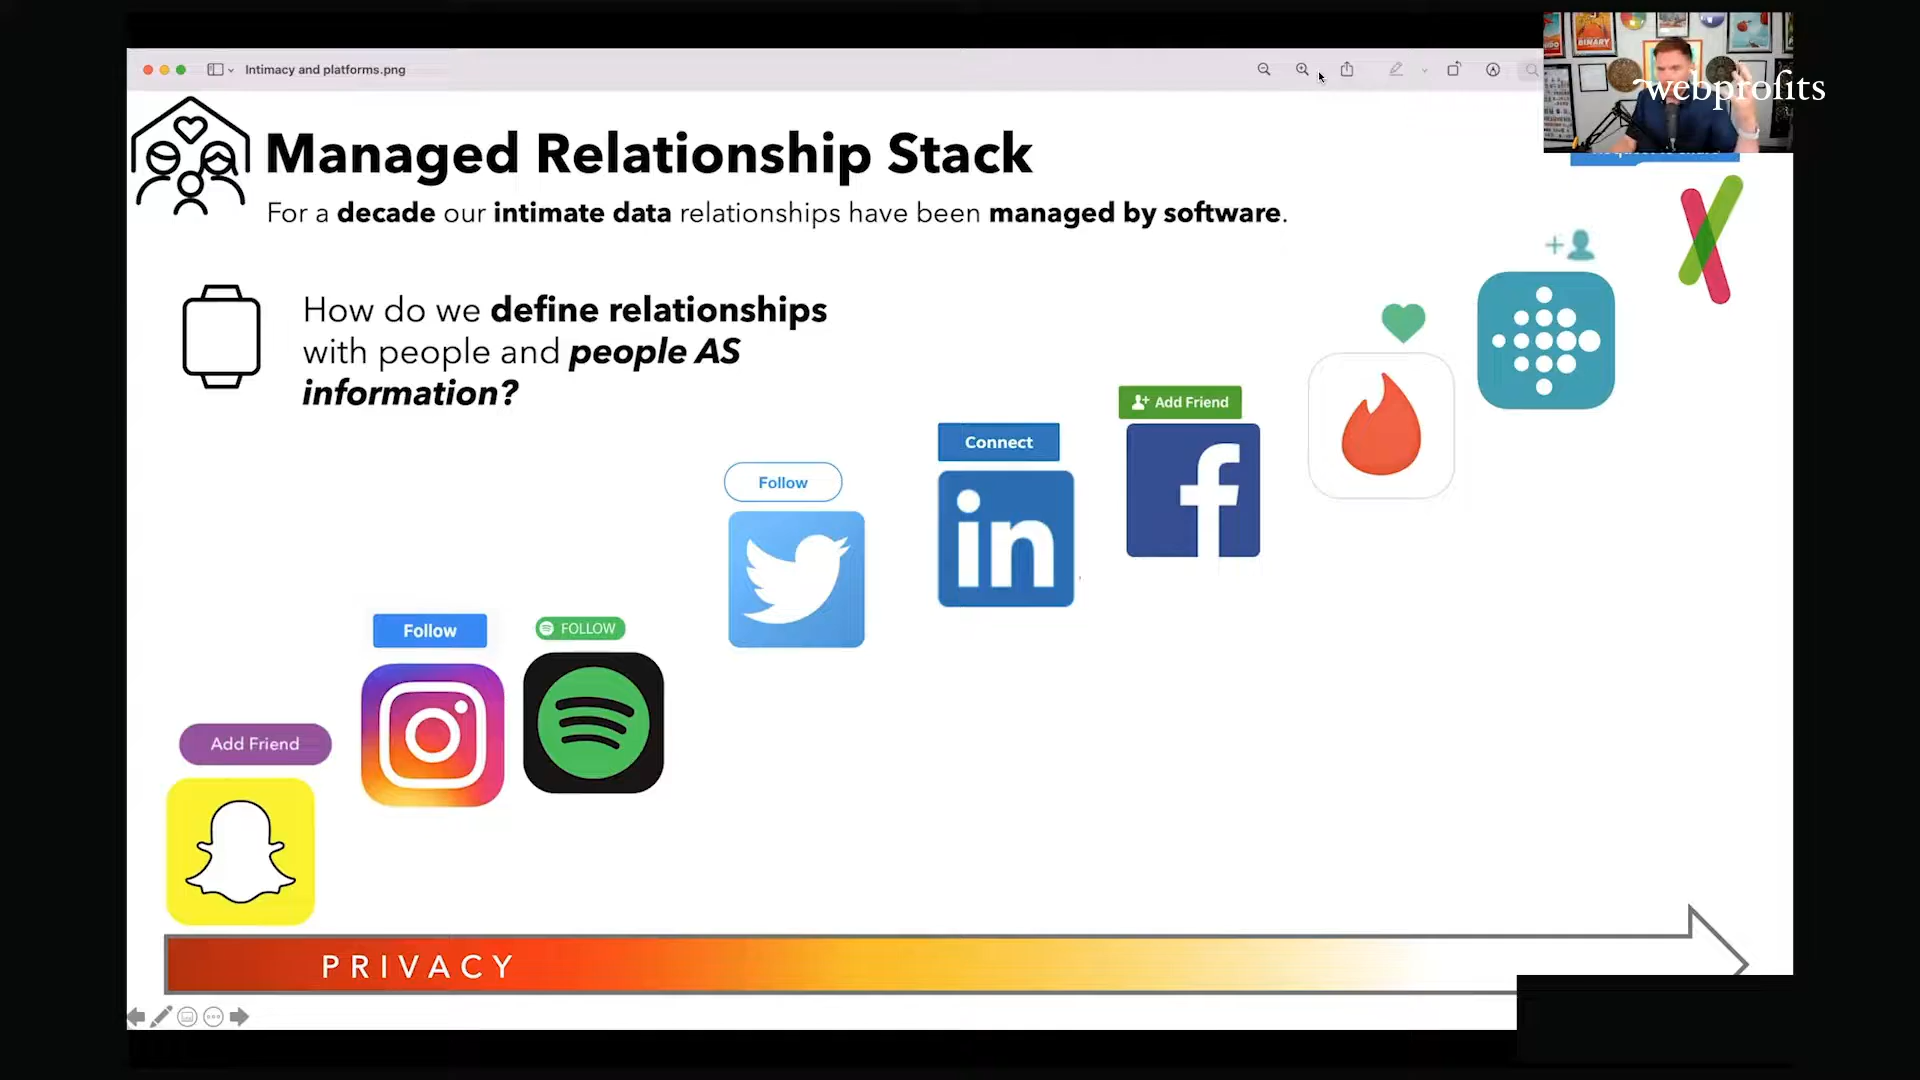 Intimacy and platforms.png
BINARY
webprofits
Managed Relationship Stack
For a decade our intimate data relationships have been managed by software.
How do we define relationships
with people and people AS
information?
Add Friend
Connect
Follow
in
f
Follow
FOLLOW
Add Friend
PRIVACY